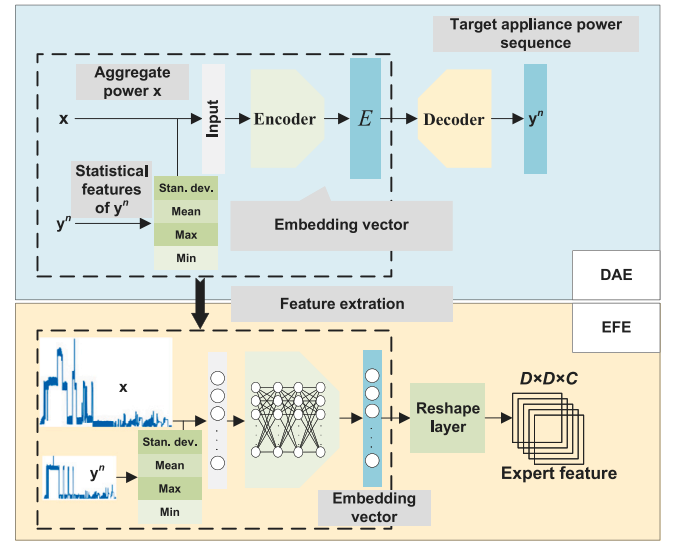 Target appliance power
sequence
Aggregate
power x
x
Input
Encoder
E
Decoder
yⁿ
Statistical
features
of yⁿ
yⁿ
Stan. dev.
Mean
Max
Min
Embedding vector
DAE
Feature extration
EFE
x
D×D×C
Reshape
layer
Stan. dev.
Mean
Max
Min
yⁿ
Expert feature
Embedding
vector